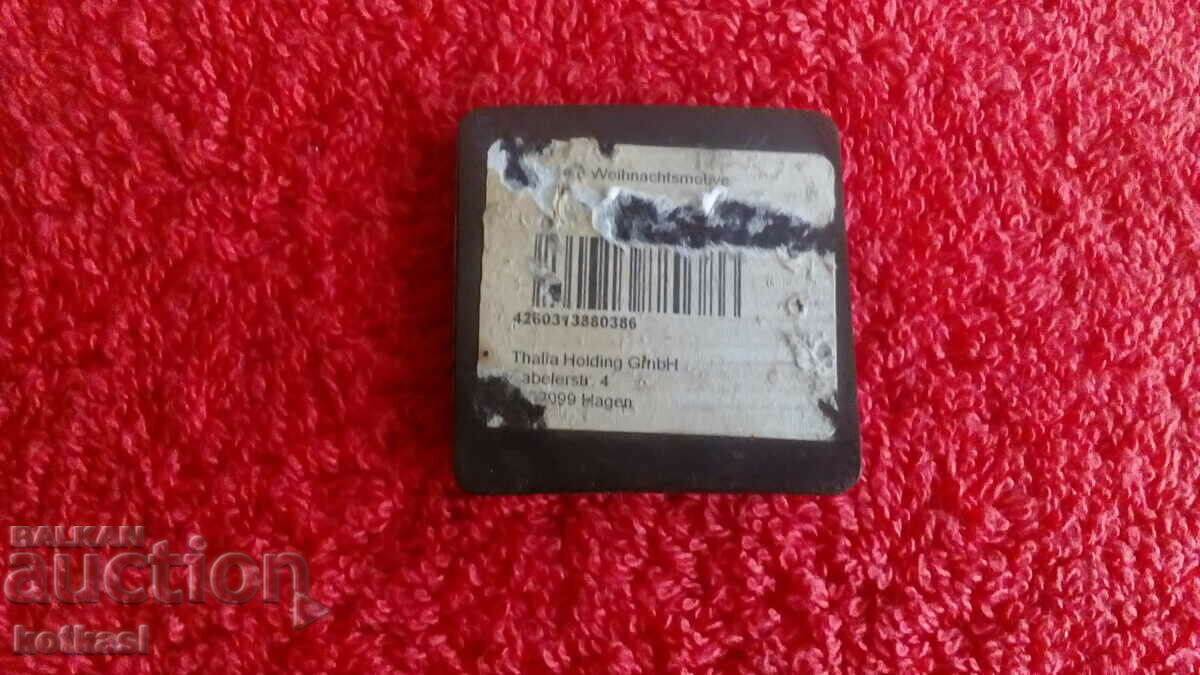 Weihnachtsmotive
4260313880386
Thalia Holding GmbH
abelerstr. 4
2099 Hagen
BALKAN
auction
kotkasl